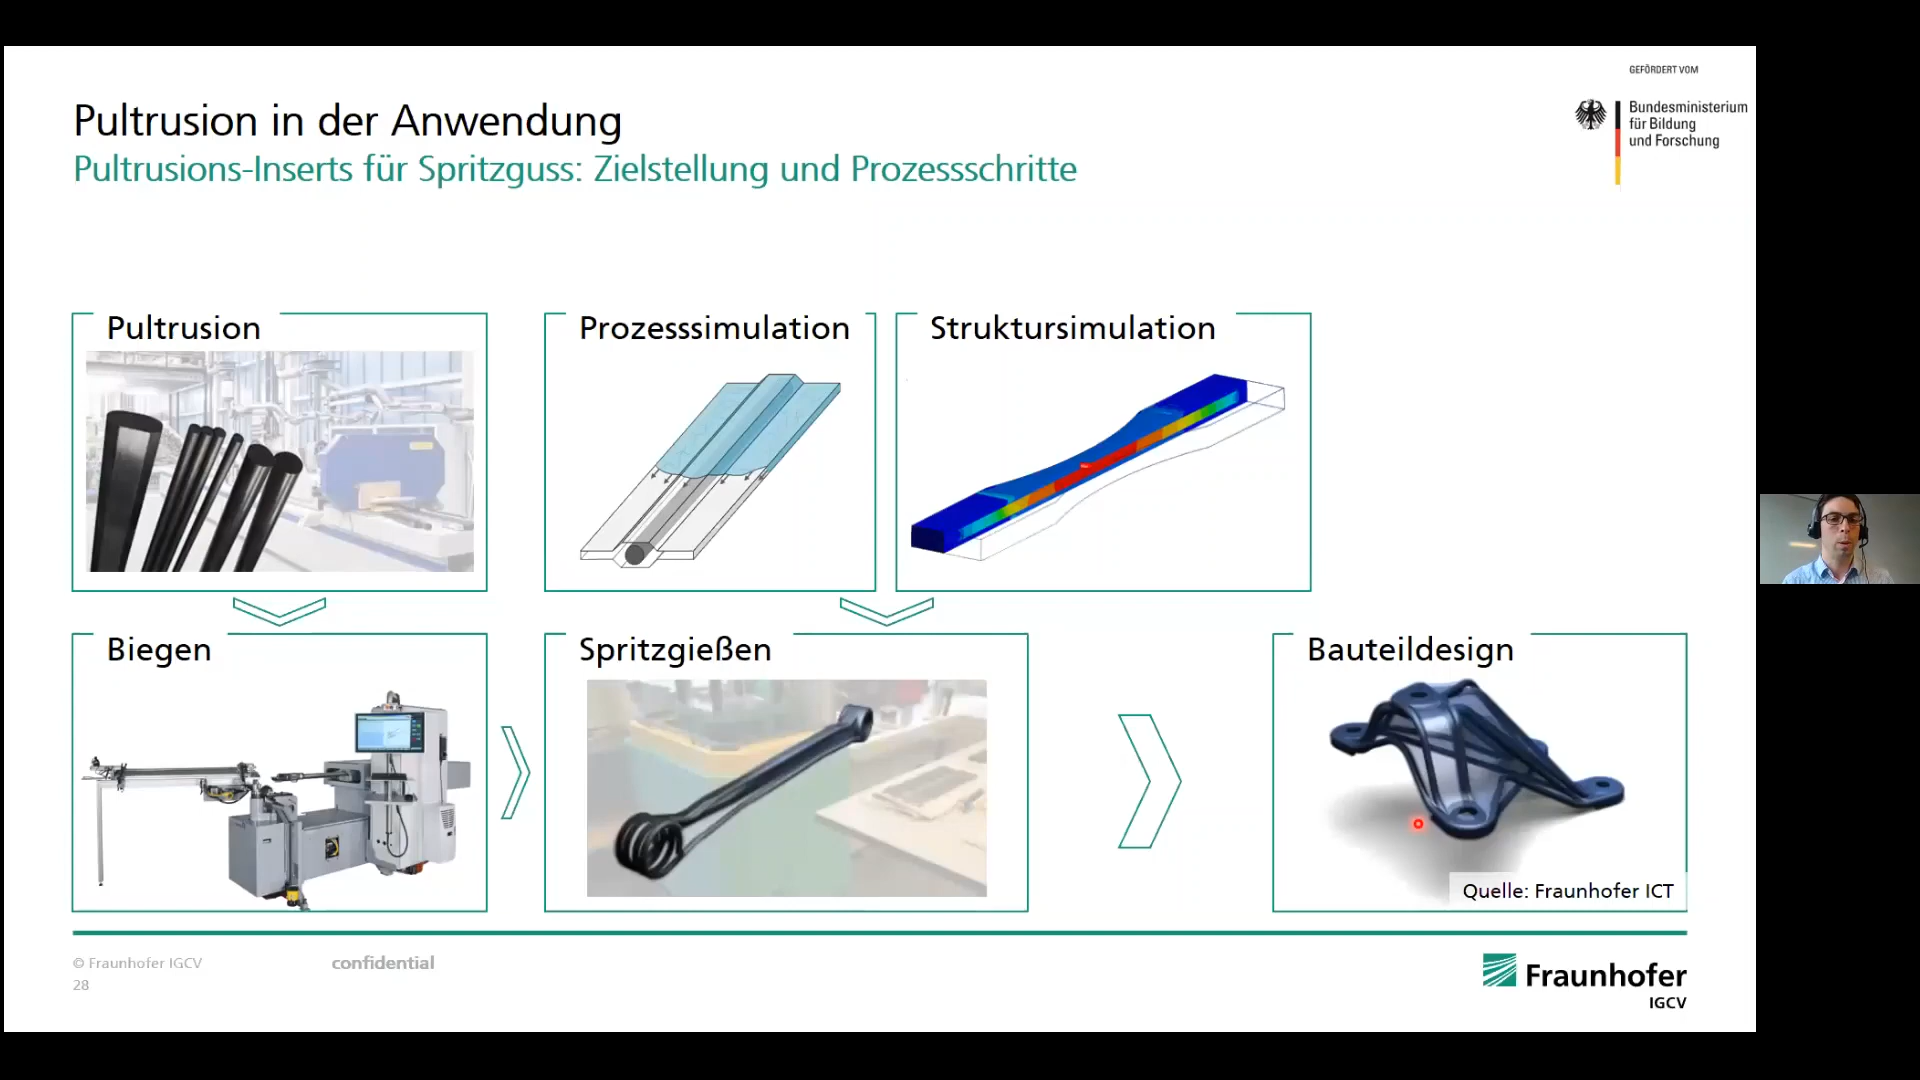 GEFÖRDERT VOM
Bundesministerium
für Bildung
und Forschung
Pultrusion in der Anwendung
Pultrusions-Inserts für Spritzguss: Zielstellung und Prozessschritte
Pultrusion
Prozesssimulation
Struktursimulation
Biegen
Spritzgießen
Bauteildesign
Quelle: Fraunhofer ICT
© Fraunhofer IGCV
confidential
28
Fraunhofer
IGCV